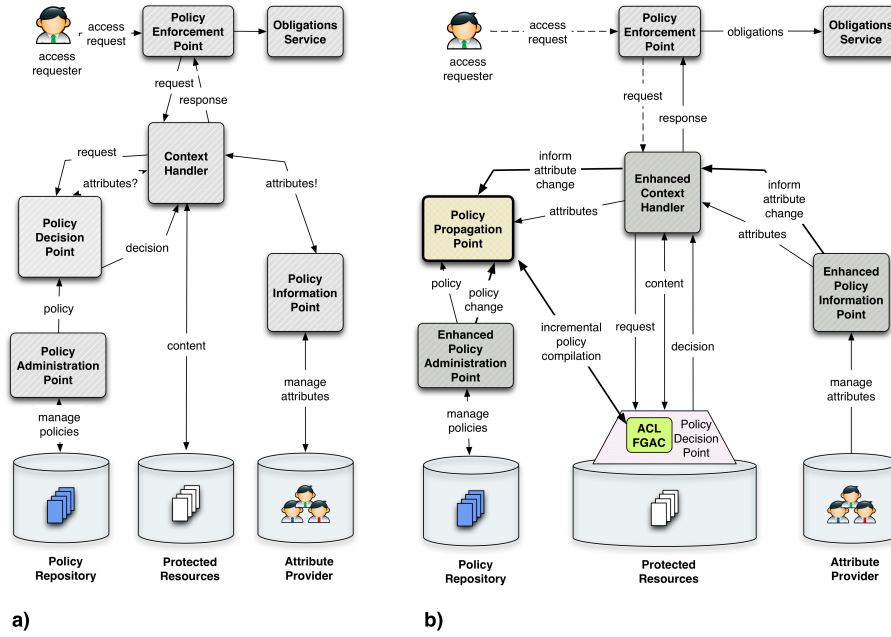 access
requester
access
request
Policy
Enforcement
Point
Obligations
Service
request
response
request
Context
Handler
attributes?
attributes!
Policy
Decision
Point
decision
Policy
Information
Point
policy
content
Policy
Administration
Point
manage
attributes
manage
policies
Policy
Repository
Protected
Resources
Attribute
Provider
a)
access
requester
access
request
Policy
Enforcement
Point
obligations
Obligations
Service
request
response
inform
attribute
change
Enhanced
Context
Handler
inform
attribute
change
Policy
Propagation
Point
attributes
attributes
policy
policy
change
content
Enhanced
Policy
Information
Point
Enhanced
Policy
Administration
Point
incremental
policy
compilation
request
decision
manage
policies
manage
attributes
ACL
FGAC
Policy
Decision
Point
Policy
Repository
Protected
Resources
Attribute
Provider
b)